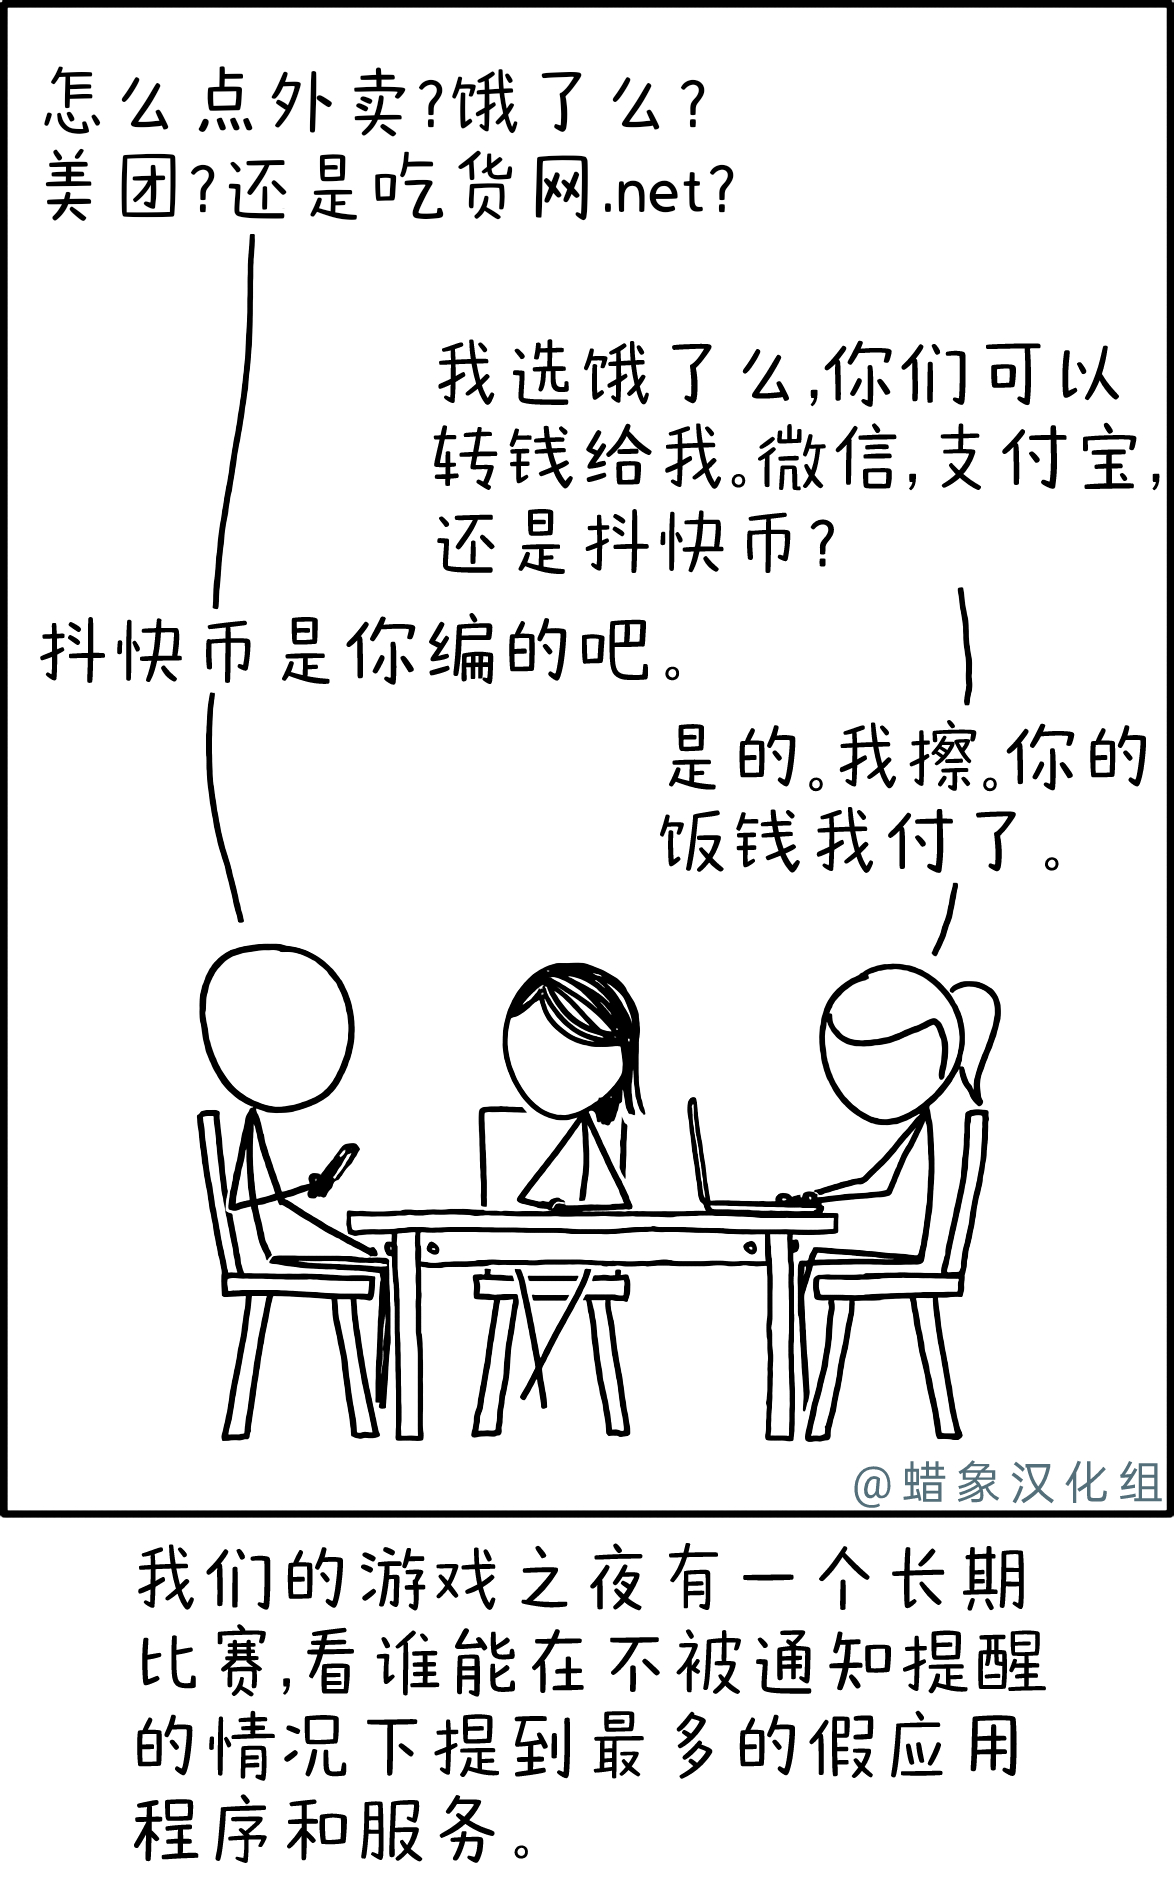 怎么点外卖?饿了么?
美团?还是吃货网.net?
我选饿了么,你们可以
转钱给我。微信,支付宝,
还是抖快币?
抖快币是你编的吧。
是的。我擦。你的
饭钱我付了。
@蜡象汉化组
我们的游戏之夜有一个长期
比赛,看谁能在不被通知提醒
的情况下提到最多的假应用
程序和服务。